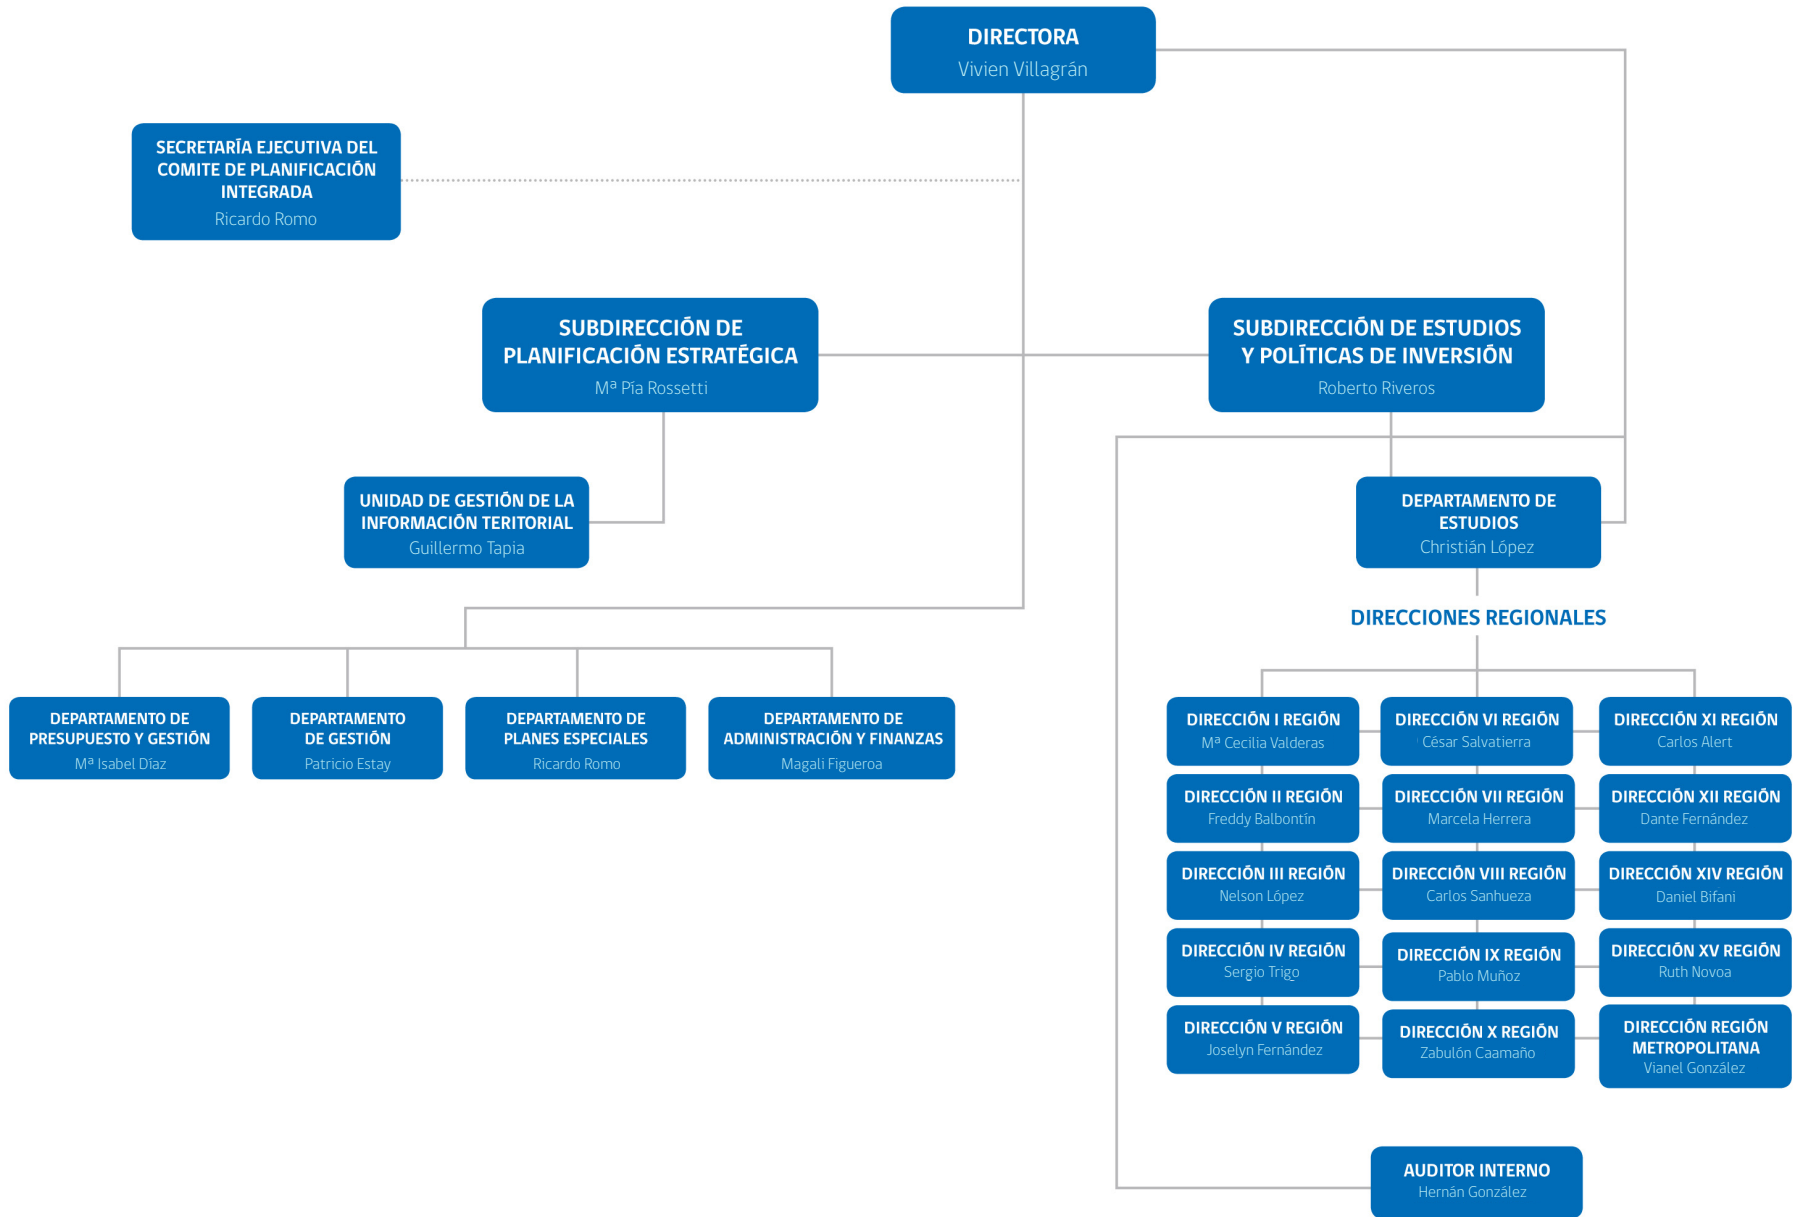 DIRECTORA
Vivien Villagrán
SECRETARÍA EJECUTIVA DEL
COMITE DE PLANIFICACIÓN
INTEGRADA
Ricardo Romo
SUBDIRECCIÓN DE
PLANIFICACIÓN ESTRATÉGICA
Mª Pía Rossetti
SUBDIRECCIÓN DE ESTUDIOS
Y POLÍTICAS DE INVERSIÓN
Roberto Riveros
UNIDAD DE GESTIÓN DE LA
INFORMACIÓN TERITORIAL
Guillermo Tapia
DEPARTAMENTO DE
ESTUDIOS
Christián López
DIRECCIONES REGIONALES
DEPARTAMENTO DE
PRESUPUESTO Y GESTIÓN
Mª Isabel Díaz
DEPARTAMENTO
DE GESTIÓN
Patricio Estay
DEPARTAMENTO DE
PLANES ESPECIALES
Ricardo Romo
DEPARTAMENTO DE
ADMINISTRACIÓN Y FINANZAS
Magali Figueroa
DIRECCIÓN I REGIÓN
Mª Cecilia Valderas
DIRECCIÓN VI REGIÓN
César Salvatierra
DIRECCIÓN XI REGIÓN
Carlos Alert
DIRECCIÓN II REGIÓN
Freddy Balbontín
DIRECCIÓN VII REGIÓN
Marcela Herrera
DIRECCIÓN XII REGIÓN
Dante Fernández
DIRECCIÓN III REGIÓN
Nelson López
DIRECCIÓN VIII REGIÓN
Carlos Sanhueza
DIRECCIÓN XIV REGIÓN
Daniel Bifani
DIRECCIÓN IV REGIÓN
Sergio Trigo
DIRECCIÓN IX REGIÓN
Pablo Muñoz
DIRECCIÓN XV REGIÓN
Ruth Novoa
DIRECCIÓN V REGIÓN
Joselyn Fernández
DIRECCIÓN X REGIÓN
Zabulón Caamaño
DIRECCIÓN REGIÓN
METROPOLITANA
Vianel González
AUDITOR INTERNO
Hernán González